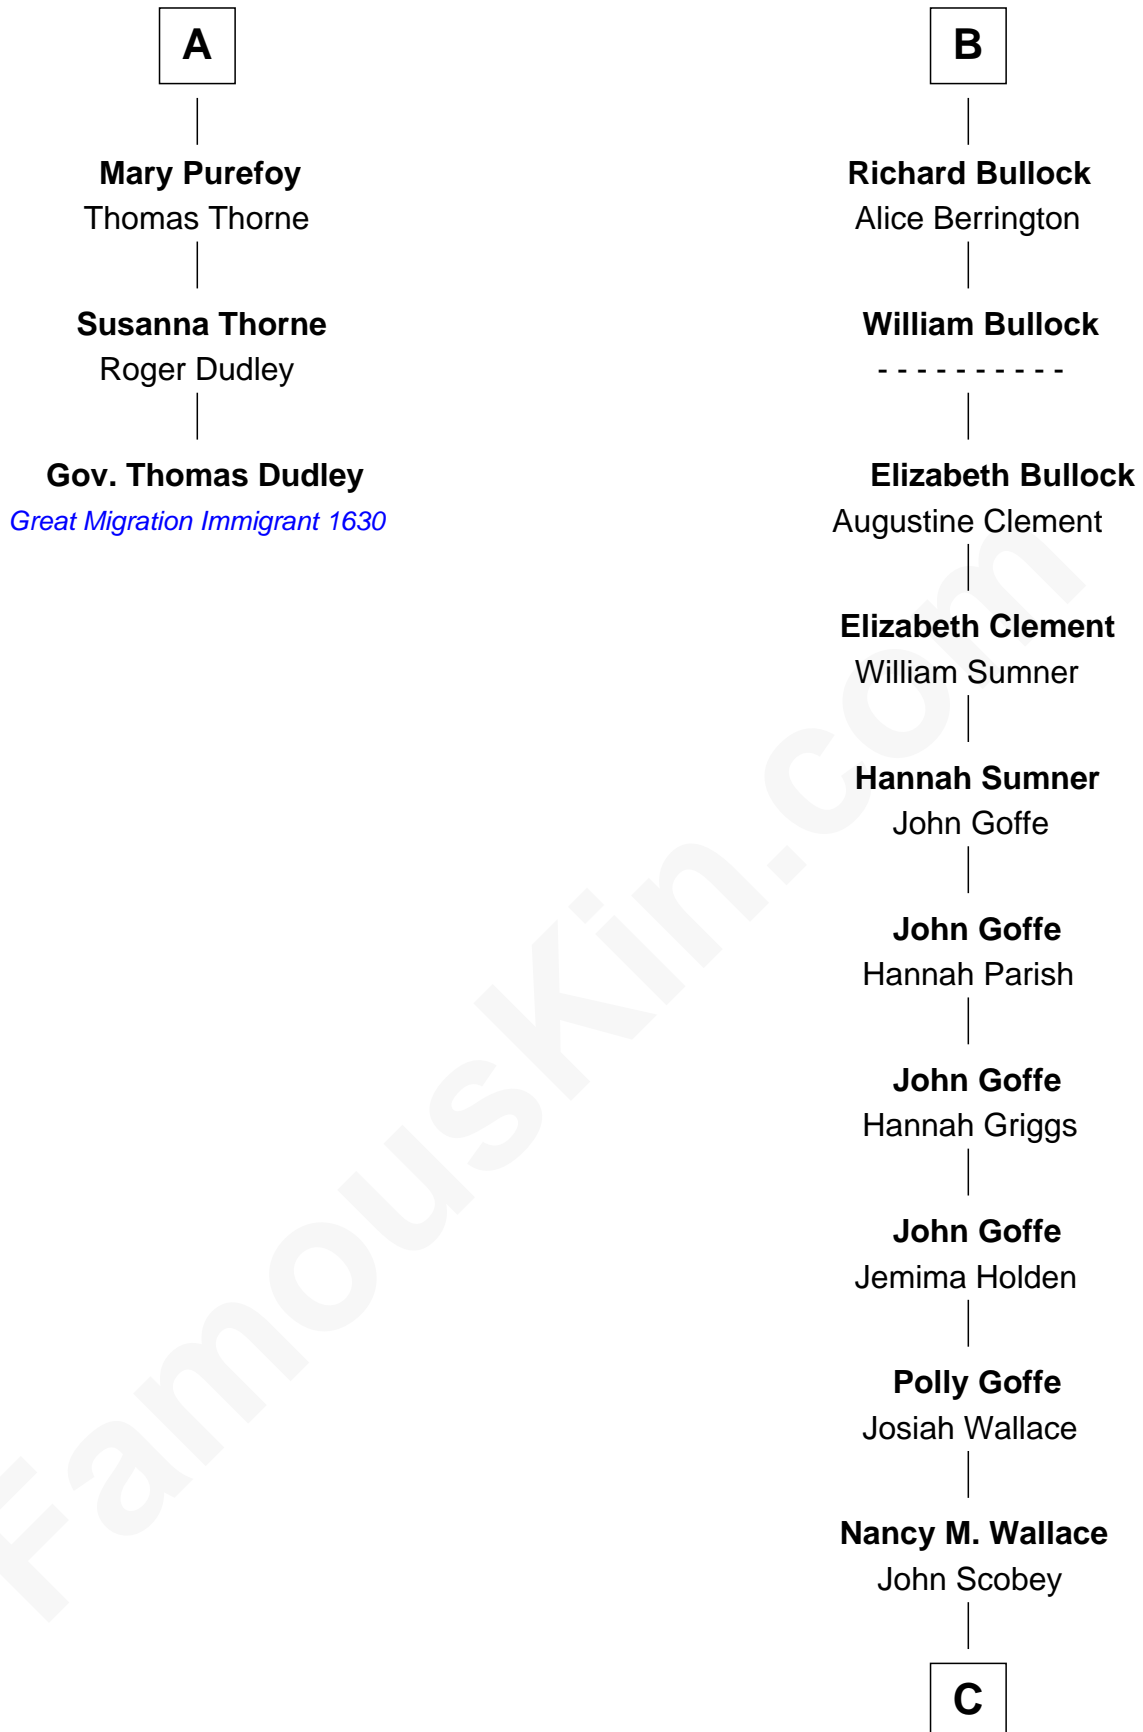 A
Mary Purefoy
Thomas Thorne
Susanna Thorne
Roger Dudley
Gov. Thomas Dudley
Great Migration Immigrant 1630
B
Richard Bullock
Alice Berrington
William Bullock
- - - - - - - - - -
Elizabeth Bullock
Augustine Clement
Elizabeth Clement
William Sumner
Hannah Sumner
John Goffe
John Goffe
Hannah Parish
John Goffe
Hannah Griggs
John Goffe
Jemima Holden
Polly Goffe
Josiah Wallace
Nancy M. Wallace
John Scobey
C
FamousKin.com